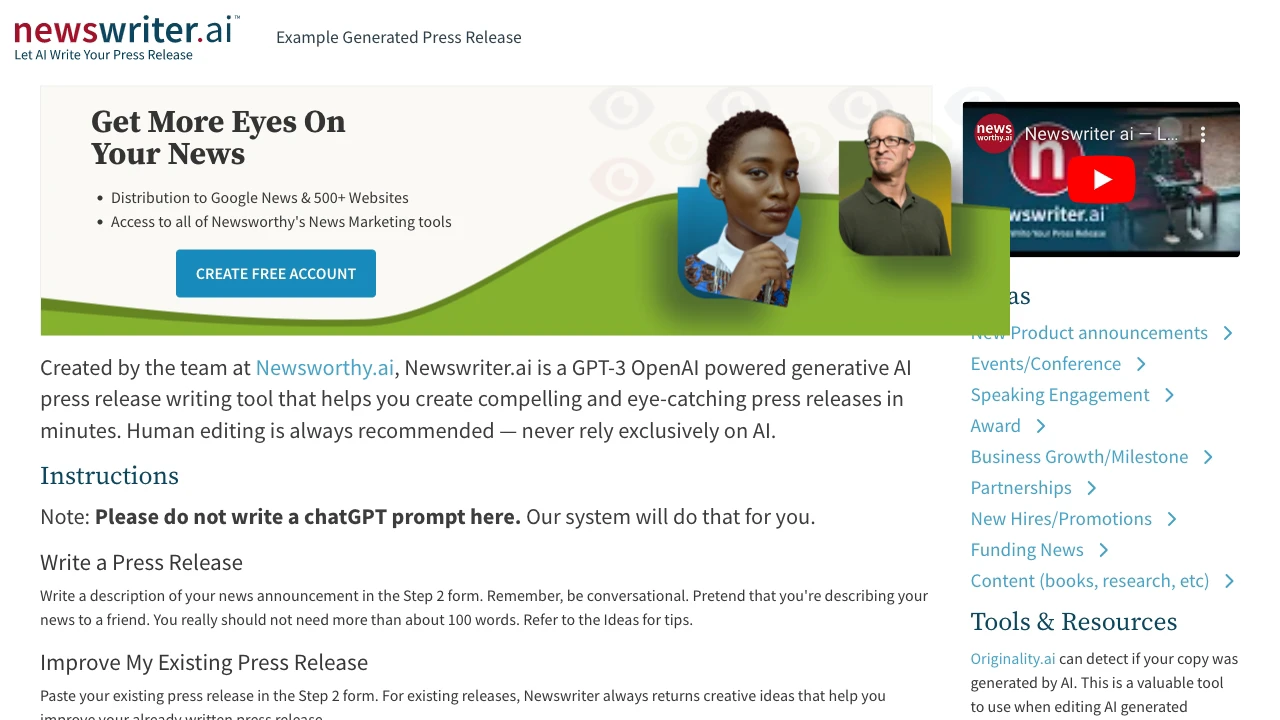 newswriter.ai™
Let AI Write Your Press Release
Example Generated Press Release
Get More Eyes On
Your News
• Distribution to Google News & 500+ Websites
• Access to all of Newsworthy's News Marketing tools
CREATE FREE ACCOUNT
Created by the team at Newsworthy.ai, Newswriter.ai is a GPT-3 OpenAI powered generative AI
press release writing tool that helps you create compelling and eye-catching press releases in
minutes. Human editing is always recommended — never rely exclusively on AI.
Instructions
Note: Please do not write a chatGPT prompt here. Our system will do that for you.
Write a Press Release
Write a description of your news announcement in the Step 2 form. Remember, be conversational. Pretend that you're describing your
news to a friend. You really should not need more than about 100 words. Refer to the Ideas for tips.
Improve My Existing Press Release
Paste your existing press release in the Step 2 form. For existing releases, Newswriter always returns creative ideas that help you
improve your already written press release.
news
worthy.ai
Newswriter ai — L...
n
wswriter.ai
as
New Product announcements
Events/Conference
Speaking Engagement
Award
Business Growth/Milestone
Partnerships
New Hires/Promotions
Funding News
Content (books, research, etc)
Tools & Resources
Originality.ai can detect if your copy was
generated by AI. This is a valuable tool
to use when editing AI generated